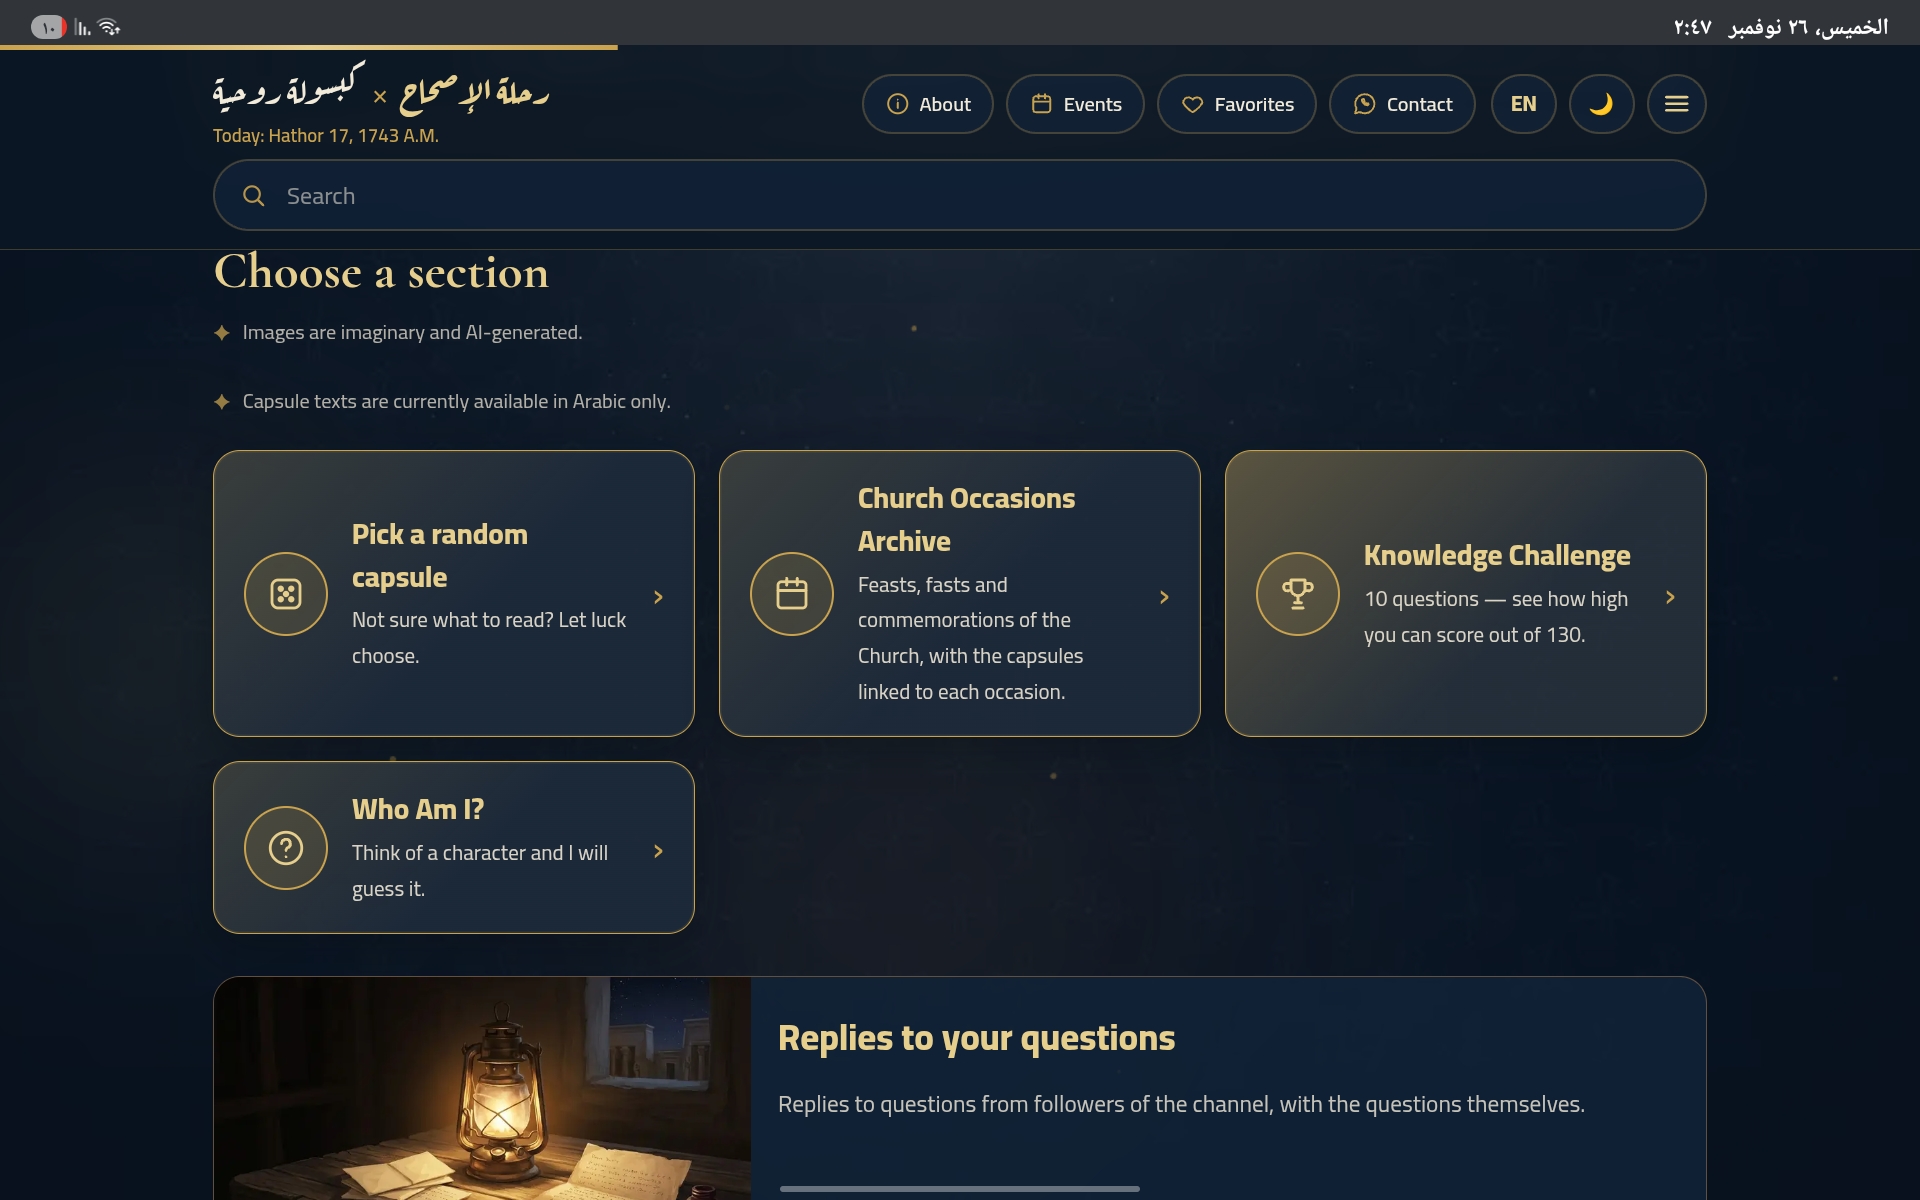 الخميس، ٢٦ نوفمبر ٢:٤٧
١٠
رحلة الإصحاح × كبسولة روحية
Today: Hathor 17, 1743 A.M.
About
Events
Favorites
Contact
EN
Search
Choose a section
Images are imaginary and AI-generated.
Capsule texts are currently available in Arabic only.
Pick a random
capsule
Not sure what to read? Let luck
choose.
Church Occasions
Archive
Feasts, fasts and
commemorations of the
Church, with the capsules
linked to each occasion.
Knowledge Challenge
10 questions — see how high
you can score out of 130.
Who Am I?
Think of a character and I will
guess it.
Replies to your questions
Replies to questions from followers of the channel, with the questions themselves.